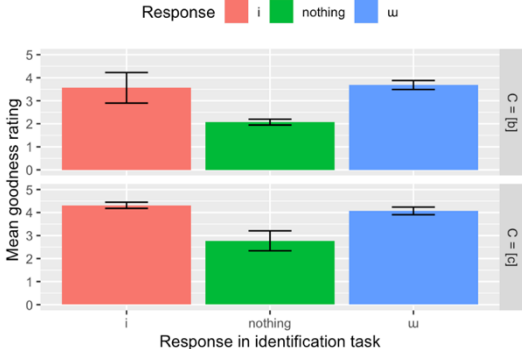 Response i nothing ɯ
Mean goodness rating
5
4
3
2
1
0
C = [b]
5
4
3
2
1
0
C = [c]
i nothing ɯ
Response in identification task